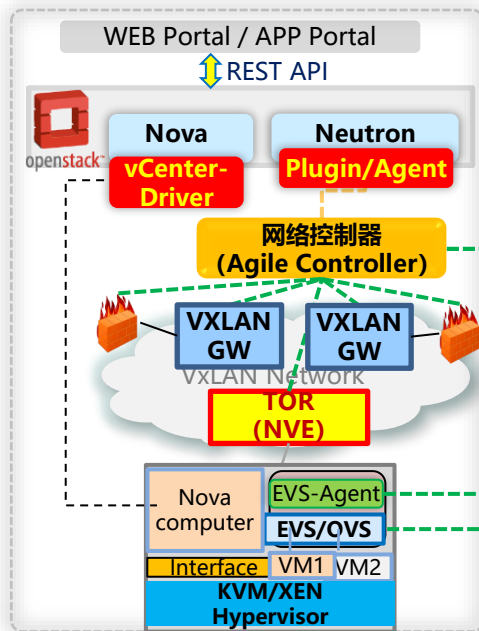 WEB Portal / APP Portal
REST API
Nova
Neutron
openstack™
vCenter-
Driver
Plugin/Agent
网络控制器
(Agile Controller)
VXLAN
GW
VXLAN
GW
VxLAN Network
TOR
(NVE)
Nova
computer
EVS-Agent
EVS/OVS
Interface
VM1
VM2
KVM/XEN
Hypervisor